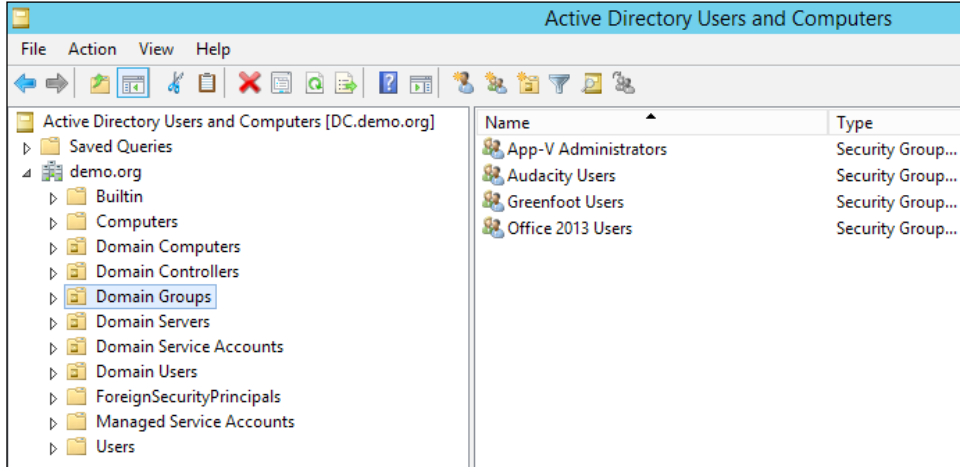 Active Directory Users and Computers
File Action View Help
Active Directory Users and Computers [DC.demo.org]
Saved Queries
demo.org
Builtin
Computers
Domain Computers
Domain Controllers
Domain Groups
Domain Servers
Domain Service Accounts
Domain Users
ForeignSecurityPrincipals
Managed Service Accounts
Users
Name Type
App-V Administrators Security Group...
Audacity Users Security Group...
Greenfoot Users Security Group...
Office 2013 Users Security Group...